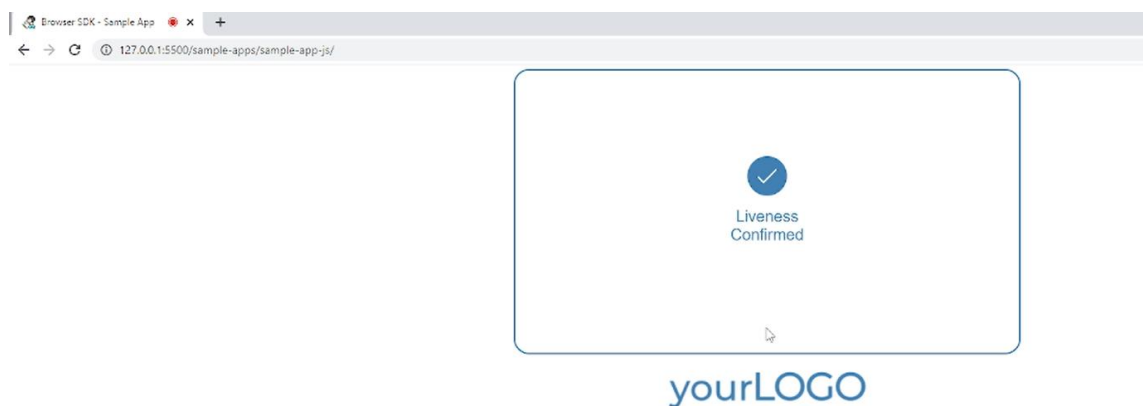 Browser SDK - Sample App
127.0.0.1:5500/sample-apps/sample-app-js/
Liveness
Confirmed
yourLOGO